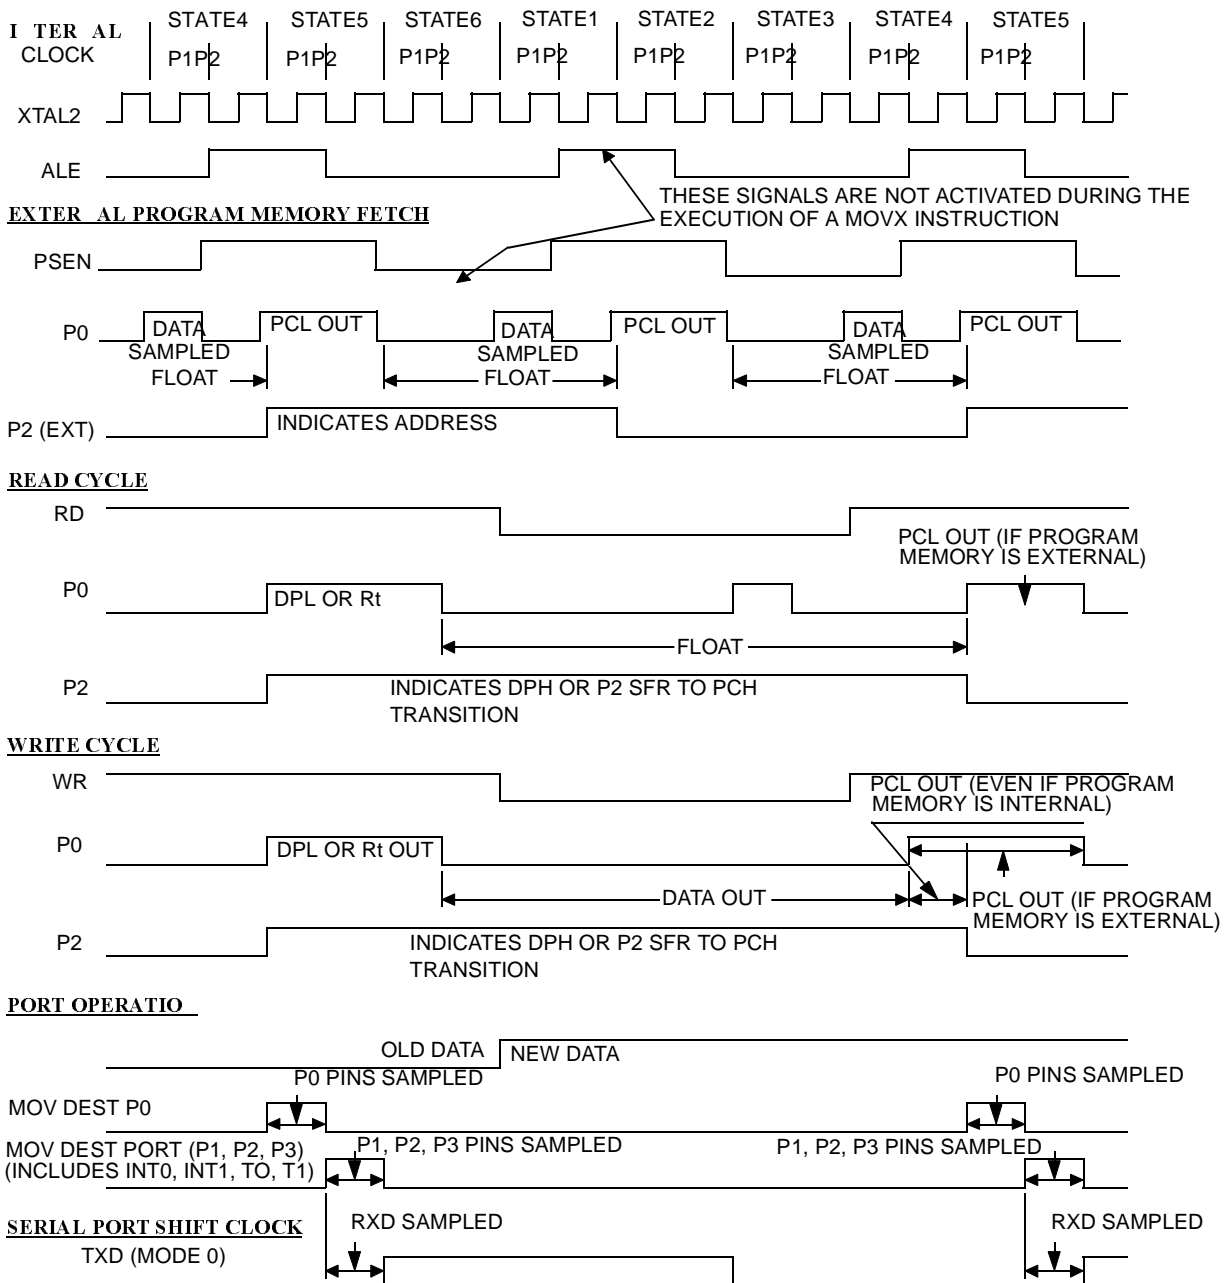 I TER AL
CLOCK
STATE4 STATE5 STATE6 STATE1 STATE2 STATE3 STATE4 STATE5
P1P2 P1P2 P1P2 P1P2 P1P2 P1P2 P1P2 P1P2
XTAL2
ALE
THESE SIGNALS ARE NOT ACTIVATED DURING THE
EXECUTION OF A MOVX INSTRUCTION
EXTER AL PROGRAM MEMORY FETCH
PSEN
P0
DATA PCL OUT DATA PCL OUT DATA PCL OUT
SAMPLED SAMPLED SAMPLED
FLOAT FLOAT FLOAT
P2 (EXT)
INDICATES ADDRESS
READ CYCLE
RD
PCL OUT (IF PROGRAM
MEMORY IS EXTERNAL)
P0
DPL OR Rt
FLOAT
P2
INDICATES DPH OR P2 SFR TO PCH
TRANSITION
WRITE CYCLE
WR
PCL OUT (EVEN IF PROGRAM
MEMORY IS INTERNAL)
P0
DPL OR Rt OUT
DATA OUT
PCL OUT (IF PROGRAM
MEMORY IS EXTERNAL)
P2
INDICATES DPH OR P2 SFR TO PCH
TRANSITION
PORT OPERATIO
OLD DATA NEW DATA
P0 PINS SAMPLED P0 PINS SAMPLED
MOV DEST P0
MOV DEST PORT (P1, P2, P3)
(INCLUDES INT0, INT1, TO, T1)
P1, P2, P3 PINS SAMPLED P1, P2, P3 PINS SAMPLED
SERIAL PORT SHIFT CLOCK
RXD SAMPLED RXD SAMPLED
TXD (MODE 0)